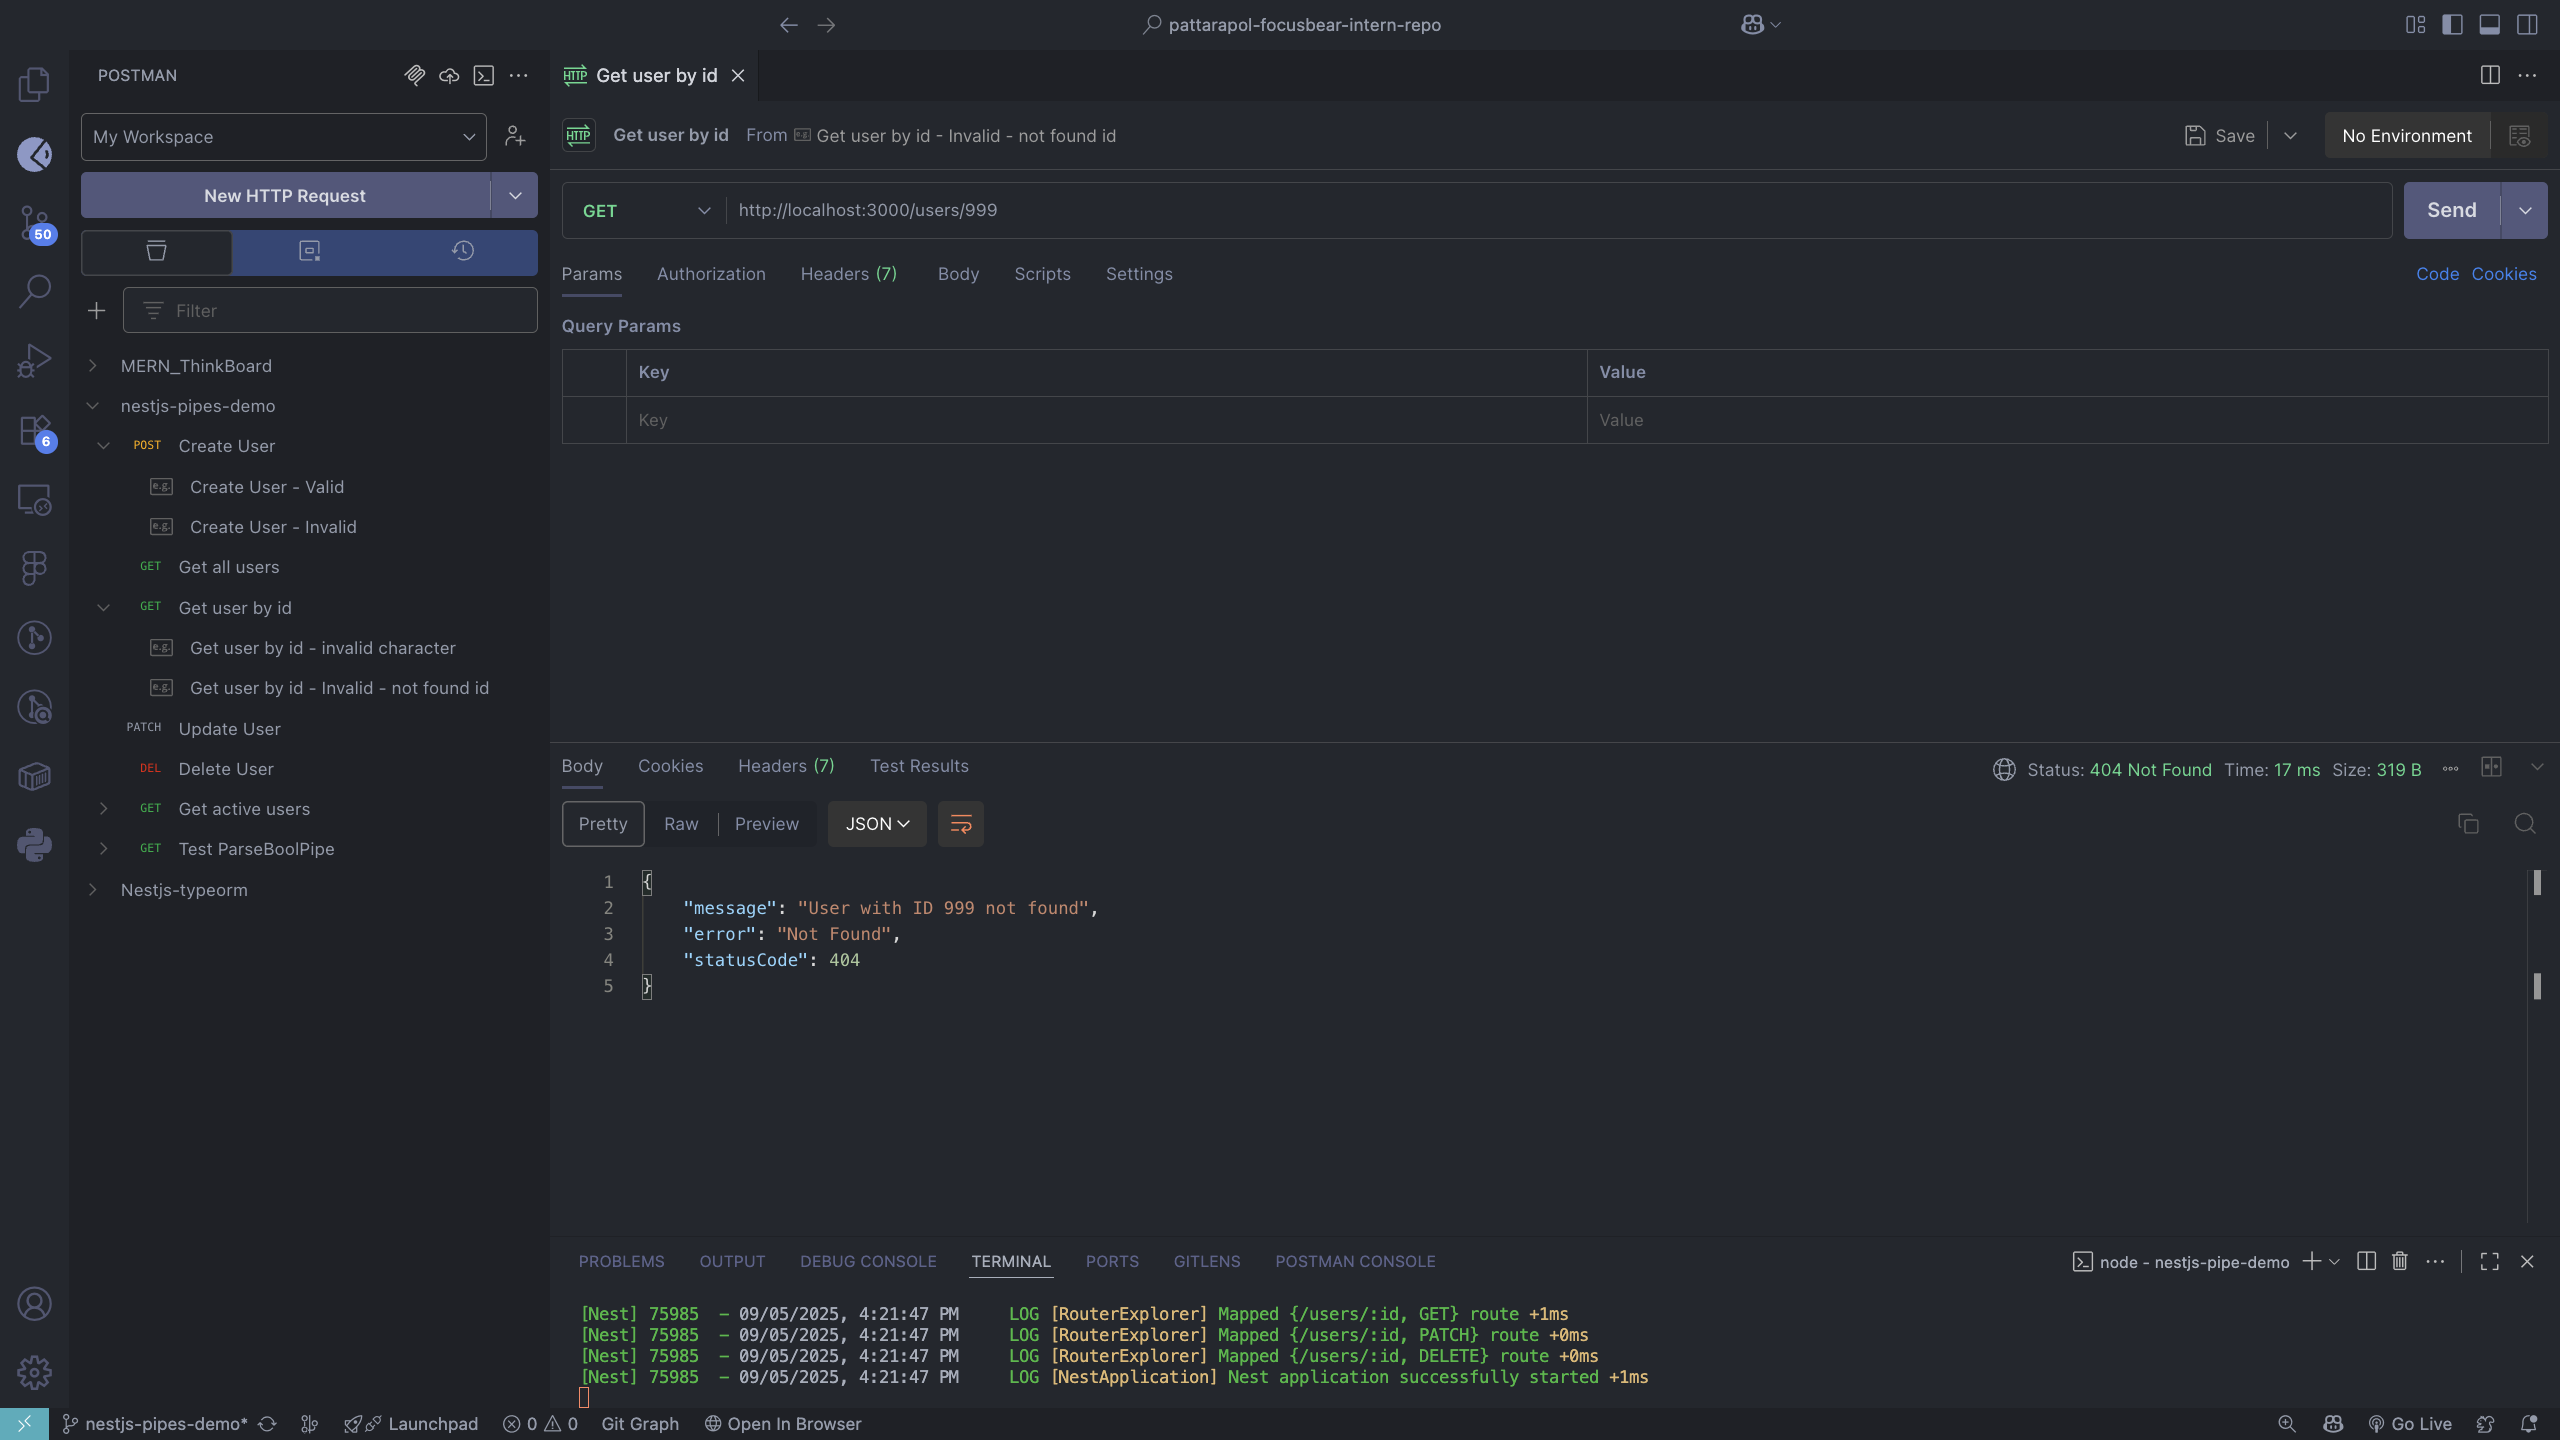 pattarapol-focusbear-intern-repo
POSTMAN
My Workspace
New HTTP Request
Filter
MERN_ThinkBoard
nestjs-pipes-demo
POST Create User
e.g. Create User - Valid
e.g. Create User - Invalid
GET Get all users
GET Get user by id
e.g. Get user by id - invalid character
e.g. Get user by id - Invalid - not found id
PATCH Update User
DEL Delete User
GET Get active users
GET Test ParseBoolPipe
Nestjs-typeorm
50
6
HTTP Get user by id
HTTP Get user by id From e.g. Get user by id - Invalid - not found id
Save
No Environment
GET http://localhost:3000/users/999
Send
Params Authorization Headers (7) Body Scripts Settings
Code Cookies
Query Params
Key Value
Key Value
Body Cookies Headers (7) Test Results
Status: 404 Not Found Time: 17 ms Size: 319 B
Pretty Raw Preview JSON
1 {
2 "message": "User with ID 999 not found",
3 "error": "Not Found",
4 "statusCode": 404
5 }
PROBLEMS OUTPUT DEBUG CONSOLE TERMINAL PORTS GITLENS POSTMAN CONSOLE
node - nestjs-pipe-demo
[Nest] 75985 - 09/05/2025, 4:21:47 PM LOG [RouterExplorer] Mapped {/users/:id, GET} route +1ms
[Nest] 75985 - 09/05/2025, 4:21:47 PM LOG [RouterExplorer] Mapped {/users/:id, PATCH} route +0ms
[Nest] 75985 - 09/05/2025, 4:21:47 PM LOG [RouterExplorer] Mapped {/users/:id, DELETE} route +0ms
[Nest] 75985 - 09/05/2025, 4:21:47 PM LOG [NestApplication] Nest application successfully started +1ms
nestjs-pipes-demo* Launchpad 0 0 Git Graph Open In Browser
Go Live